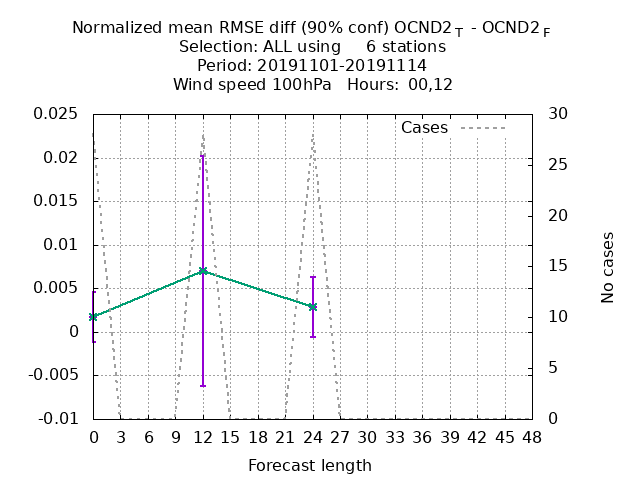 Normalized mean RMSE diff (90% conf) OCND2 T - OCND2 F
Selection: ALL using 6 stations
Period: 20191101-20191114
Wind speed 100hPa Hours: 00,12
Cases
0.025
0.02
0.015
0.01
0.005
0
-0.005
-0.01
30
25
20
15
10
5
0
No cases
0 3 6 9 12 15 18 21 24 27 30 33 36 39 42 45 48
Forecast length